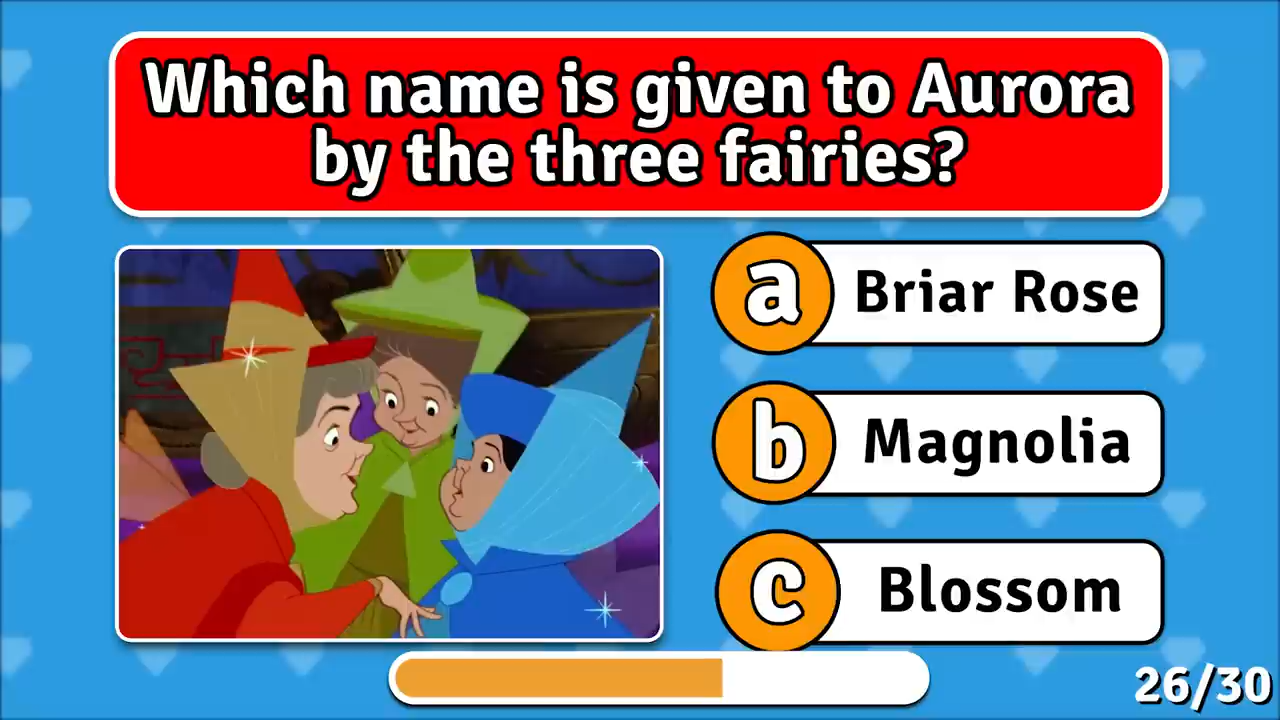 Which name is given to Aurora
by the three fairies?
a Briar Rose
b Magnolia
c Blossom
26/30